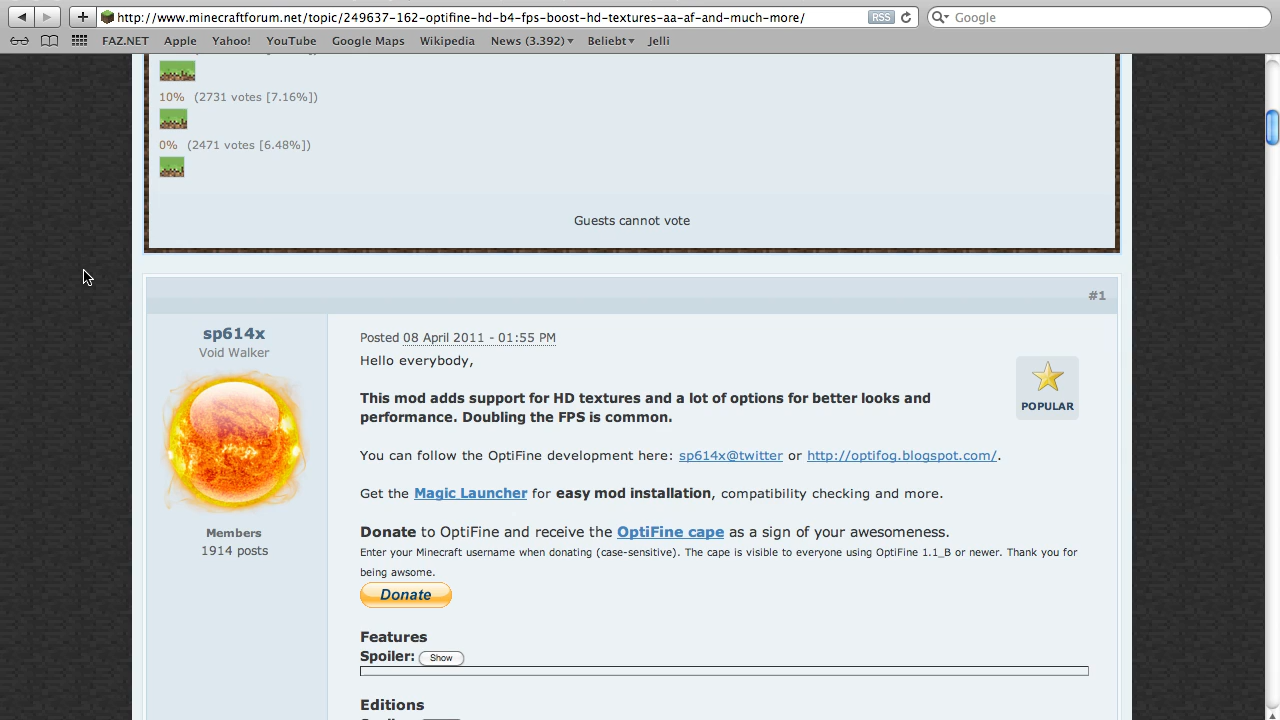 http://www.minecraftforum.net/topic/249637-162-optifine-hd-b4-fps-boost-hd-textures-aa-af-and-much-more/ RSS Google
FAZ.NET Apple Yahoo! YouTube Google Maps Wikipedia News (3.392) Beliebt Jelli
10% (2731 votes [7.16%])
0% (2471 votes [6.48%])
Guests cannot vote
#1
sp614x
Void Walker
Members
1914 posts
Posted 08 April 2011 - 01:55 PM
Hello everybody,
POPULAR
This mod adds support for HD textures and a lot of options for better looks and
performance. Doubling the FPS is common.
You can follow the OptiFine development here: sp614x@twitter or http://optifog.blogspot.com/.
Get the Magic Launcher for easy mod installation, compatibility checking and more.
Donate to OptiFine and receive the OptiFine cape as a sign of your awesomeness.
Enter your Minecraft username when donating (case-sensitive). The cape is visible to everyone using OptiFine 1.1_B or newer. Thank you for
being awsome.
Donate
Features
Spoiler: Show
Editions